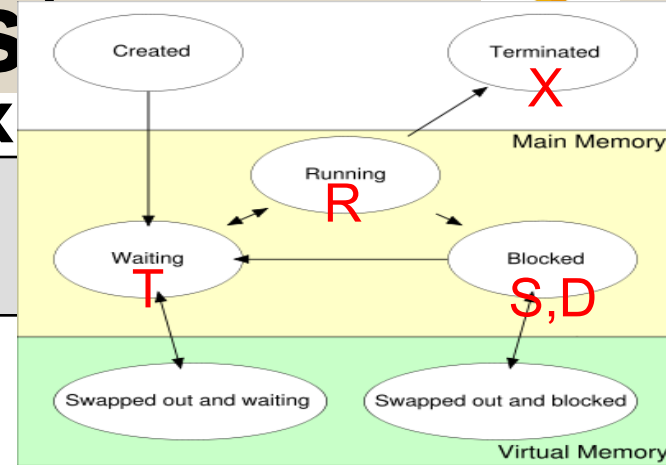 s
x
Created
Terminated
X
Main Memory
Running
R
Waiting
T
Blocked
S,D
Swapped out and waiting
Swapped out and blocked
Virtual Memory